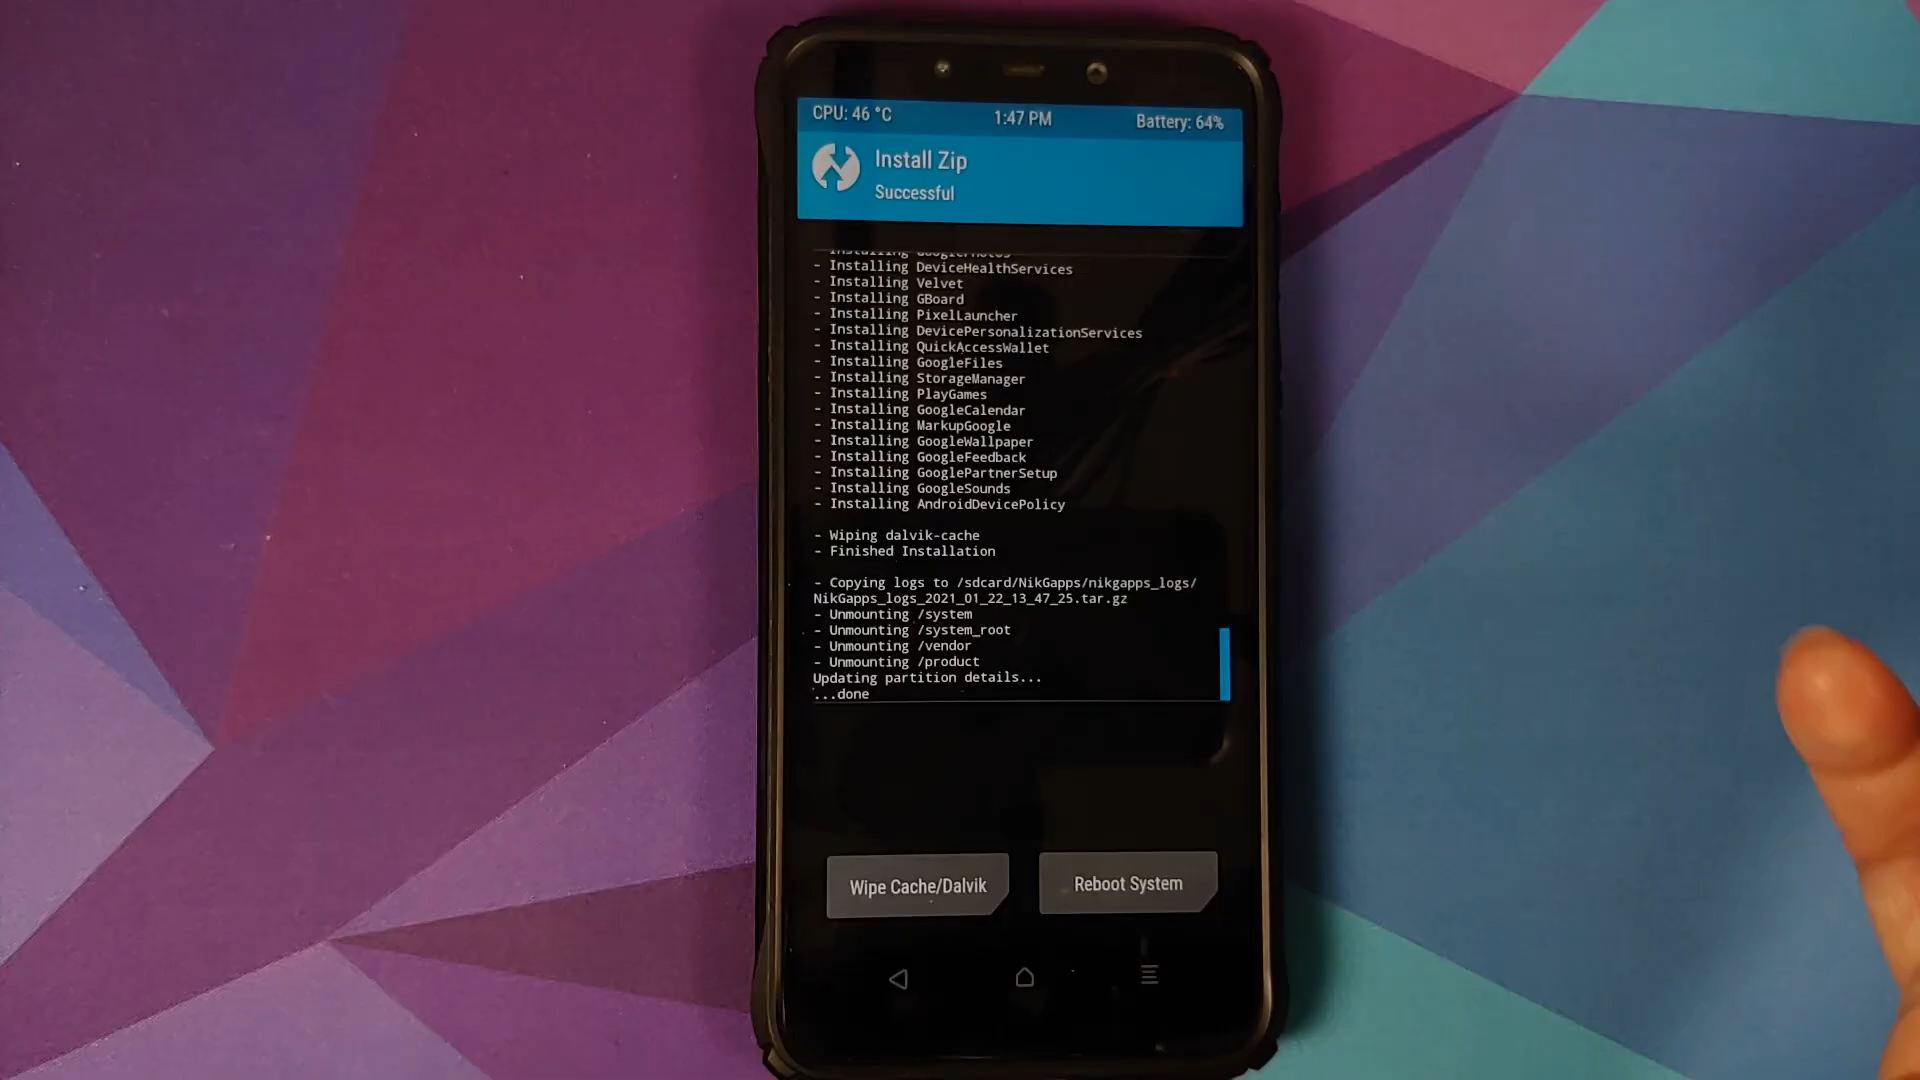 CPU: 46 °C 1:47 PM Battery: 64%
Install Zip
Successful
- Installing GooglePhotos
- Installing DeviceHealthServices
- Installing Velvet
- Installing GBoard
- Installing PixelLauncher
- Installing DevicePersonalizationServices
- Installing QuickAccessWallet
- Installing GoogleFiles
- Installing StorageManager
- Installing PlayGames
- Installing GoogleCalendar
- Installing MarkupGoogle
- Installing GoogleWallpaper
- Installing GoogleFeedback
- Installing GooglePartnerSetup
- Installing GoogleSounds
- Installing AndroidDevicePolicy
- Wiping dalvik-cache
- Finished Installation
- Copying logs to /sdcard/NikGapps/nikgapps_logs/
NikGapps_logs_2021_01_22_13_47_25.tar.gz
- Unmounting /system
- Unmounting /system_root
- Unmounting /vendor
- Unmounting /product
Updating partition details...
...done
Wipe Cache/Dalvik Reboot System